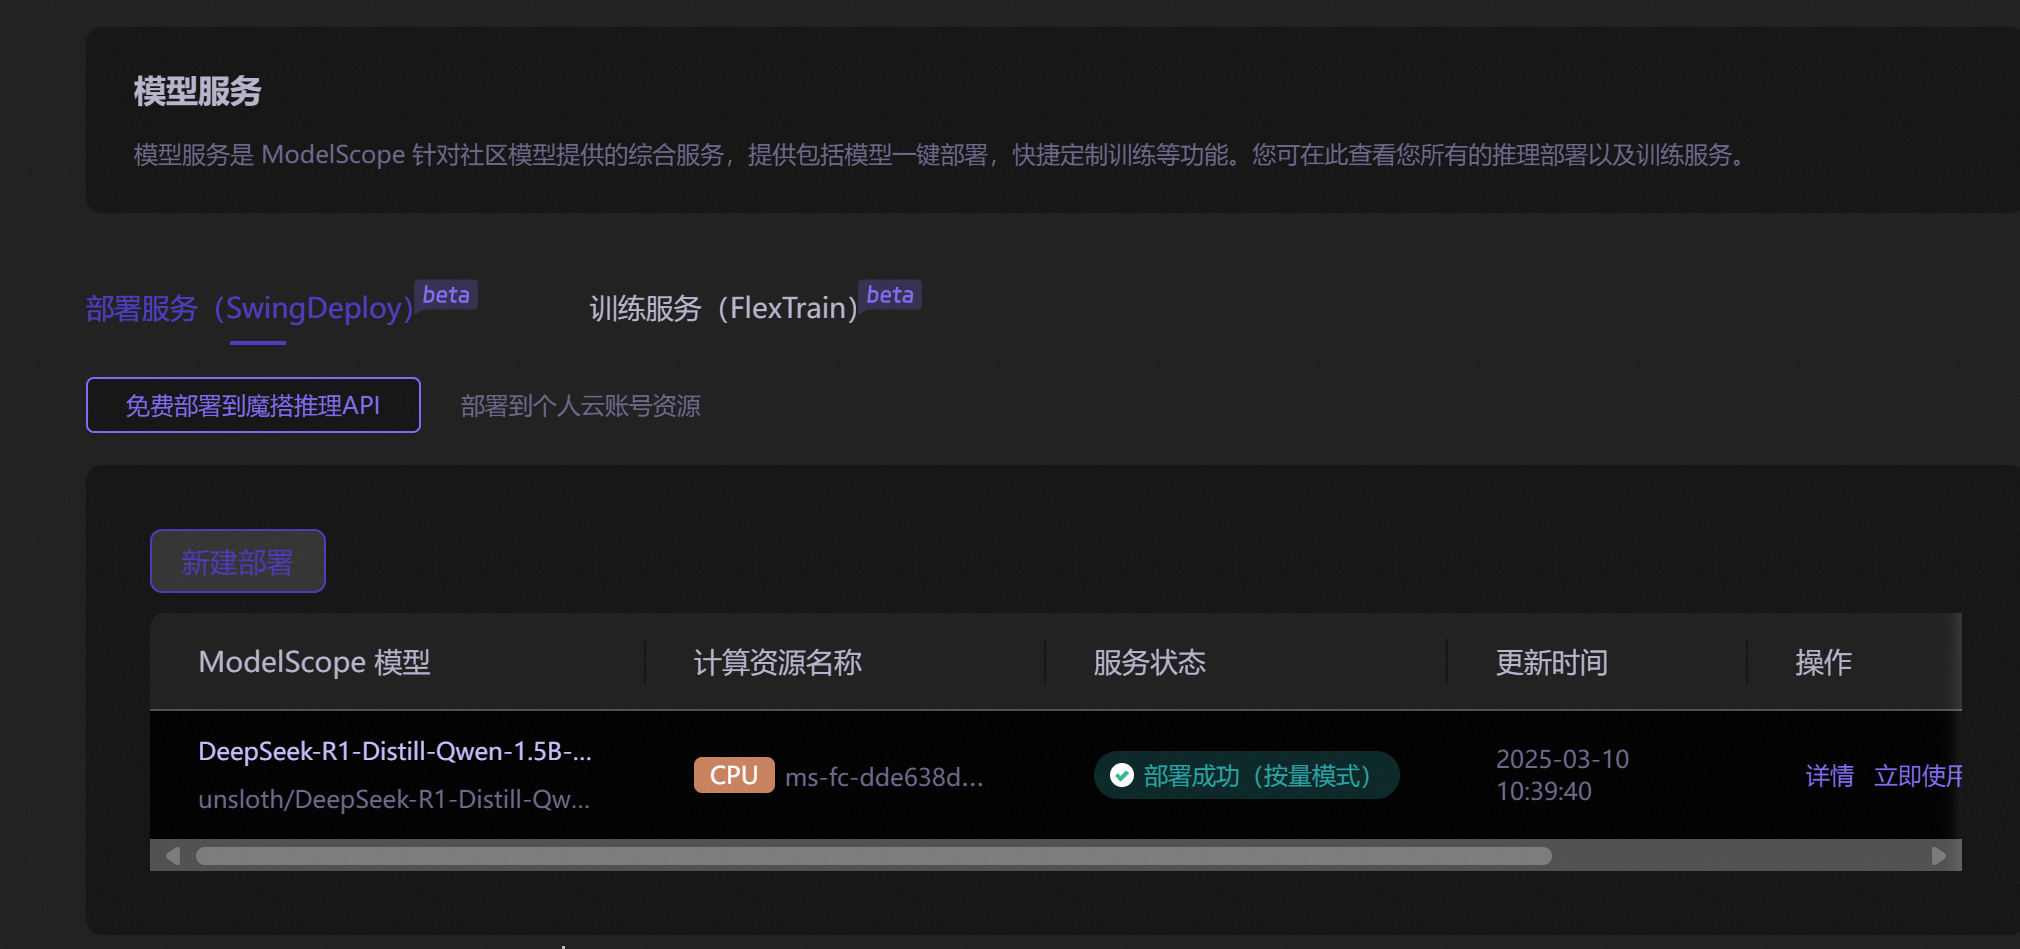 模型服务
模型服务是 ModelScope 针对社区模型提供的综合服务，提供包括模型一键部署，快捷定制训练等功能。您可在此查看您所有的推理部署以及训练服务。
部署服务（SwingDeploy） beta 训练服务（FlexTrain） beta
免费部署到魔搭推理API 部署到个人云账号资源
新建部署
ModelScope 模型 计算资源名称 服务状态 更新时间 操作
DeepSeek-R1-Distill-Qwen-1.5B-...
unsloth/DeepSeek-R1-Distill-Qw...
CPU ms-fc-dde638d...
部署成功（按量模式）
2025-03-10
10:39:40
详情 立即使用